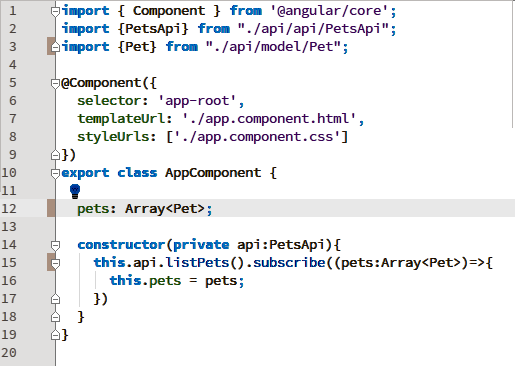 1 import { Component } from '@angular/core';
2 import {PetsApi} from "./api/api/PetsApi";
3 import {Pet} from "./api/model/Pet";
4
5 @Component({
6 selector: 'app-root',
7 templateUrl: './app.component.html',
8 styleUrls: ['./app.component.css']
9 })
10 export class AppComponent {
11
12 pets: Array<Pet>;
13
14 constructor(private api:PetsApi){
15 this.api.listPets().subscribe((pets:Array<Pet>)=>{
16 this.pets = pets;
17 })
18 }
19 }
20